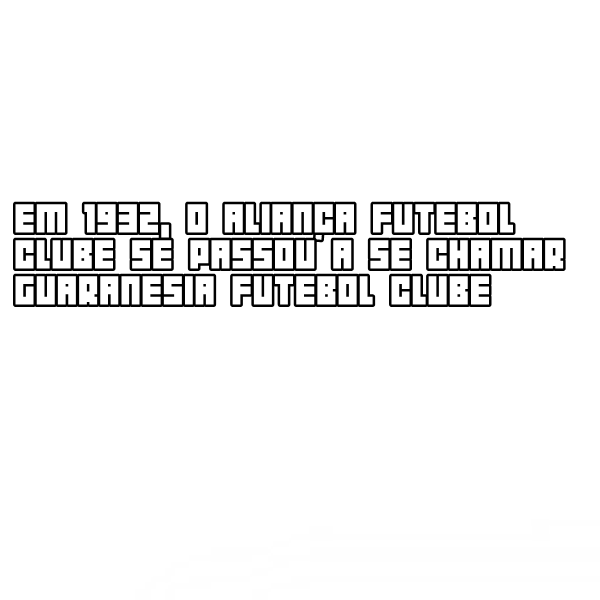 EM 1932, O ALIANÇA FUTEBOL
CLUBE SE PASSOU A SE CHAMAR
GUARANESIA FUTEBOL CLUBE